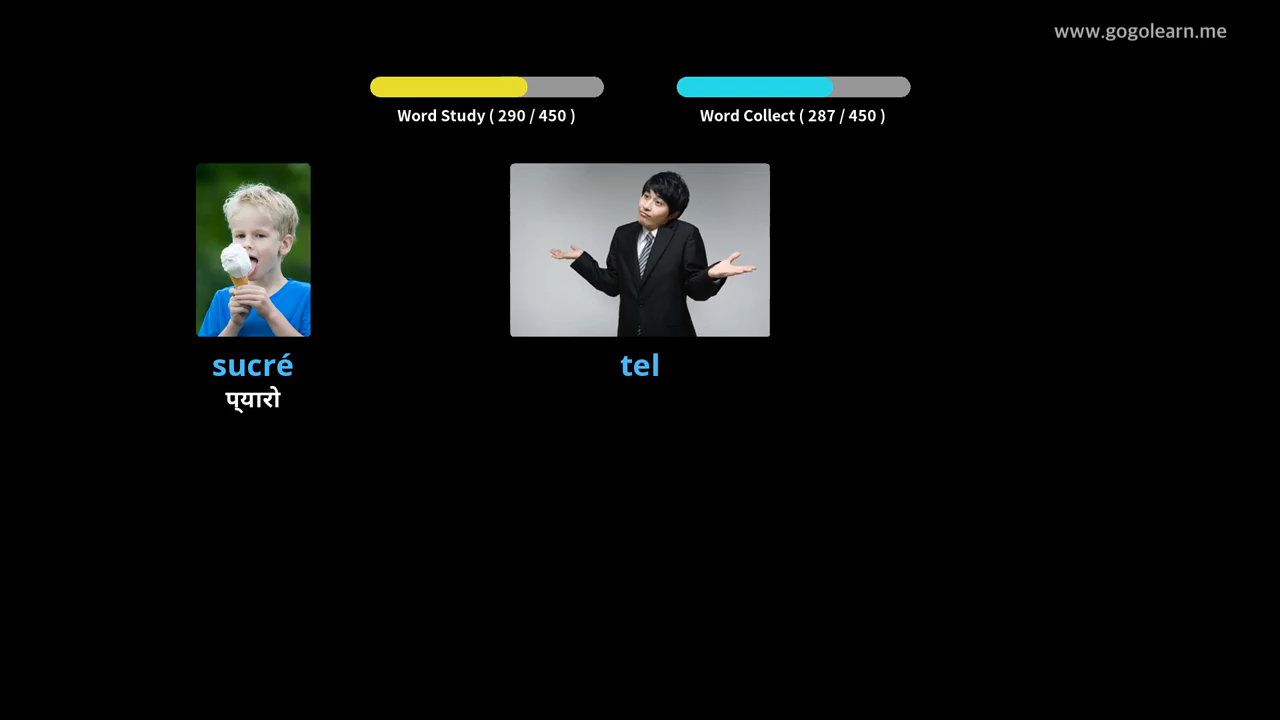 www.gogolearn.me
Word Study ( 290 / 450 )
Word Collect ( 287 / 450 )
sucré
tel
प्यारो